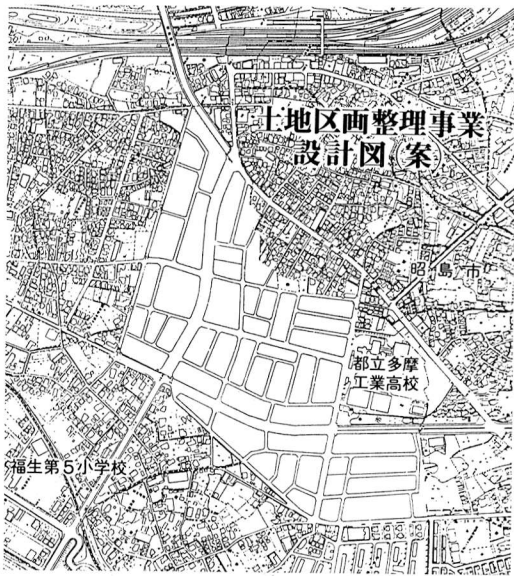 土地区画整理事業
設計図案
昭島市
都立多摩
工業高校
福生第5小学校